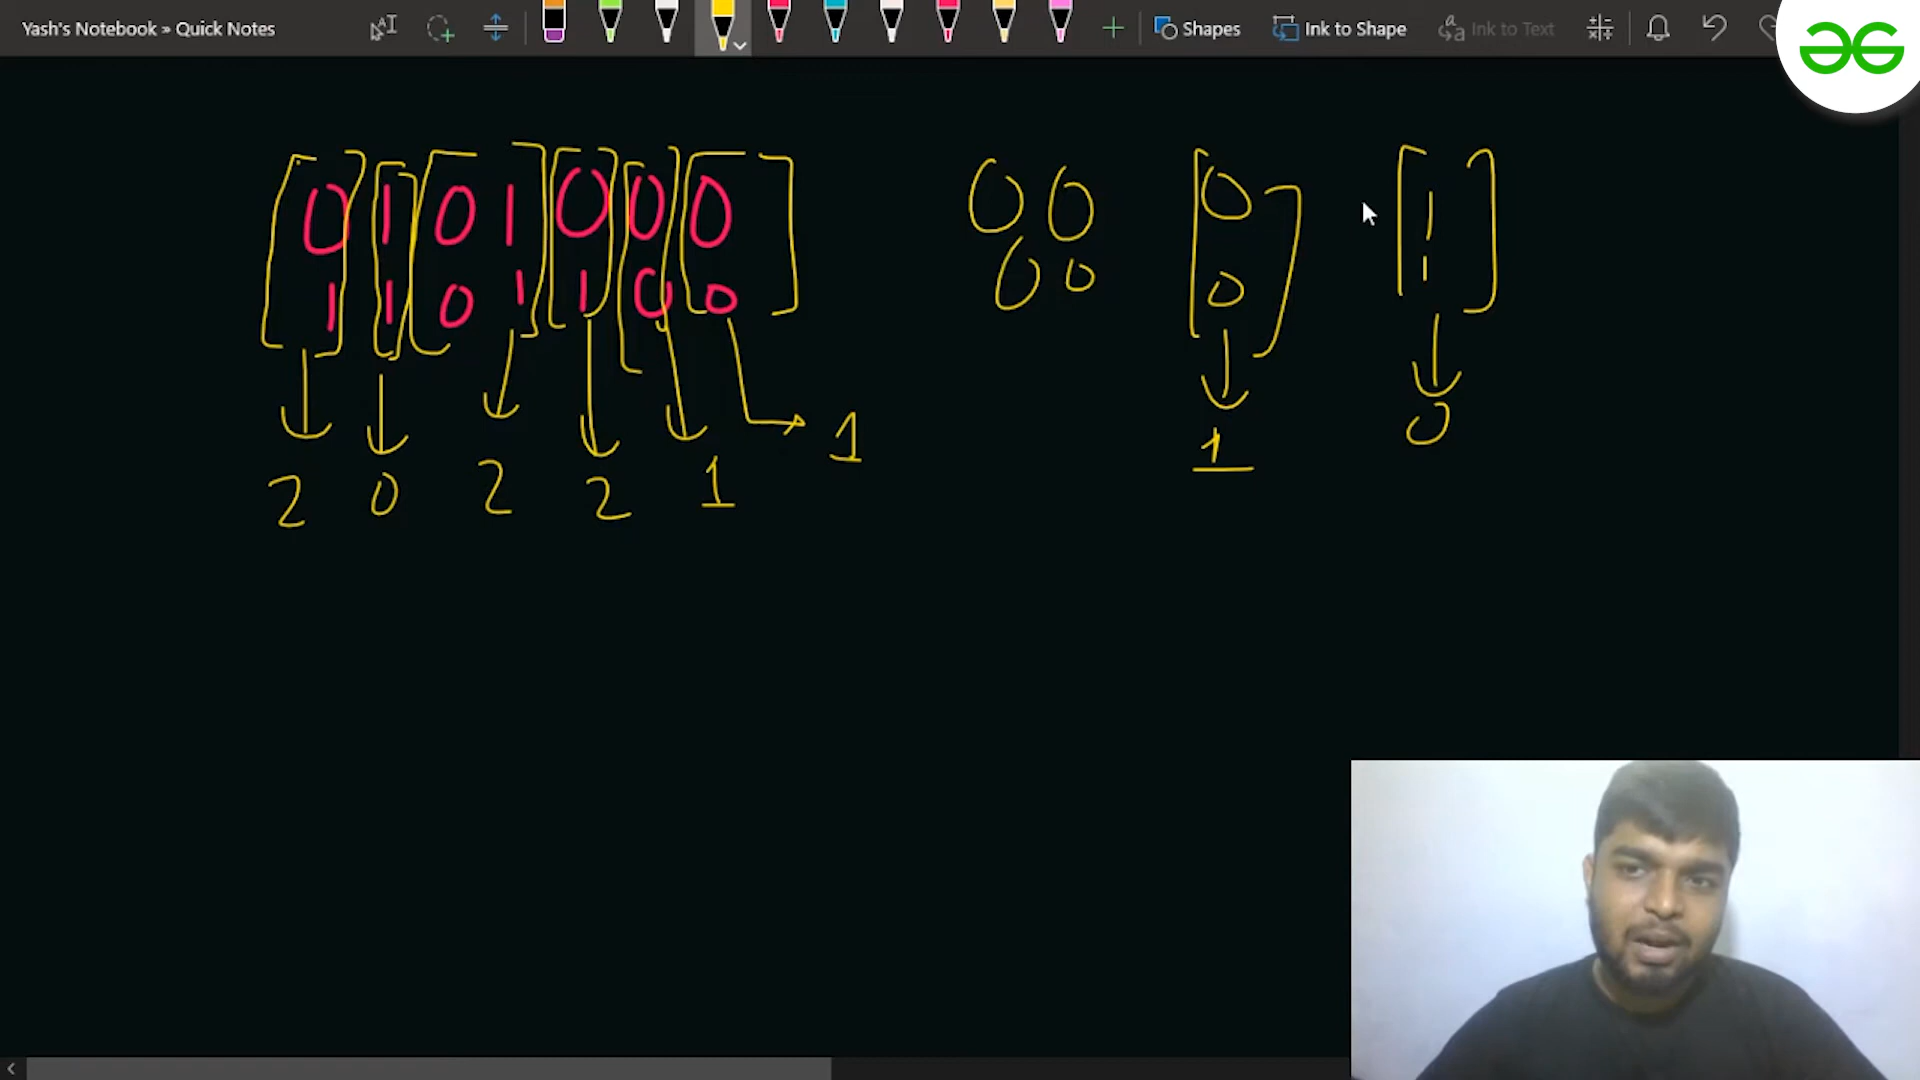 Yash's Notebook » Quick Notes
Shapes
Ink to Shape
Ink to Text
0 1 0 1 0 0 0
1 1 0 1 1 0 0
2 0 2 2 1 1
0 0
0 0
0
0
1
1
1
0